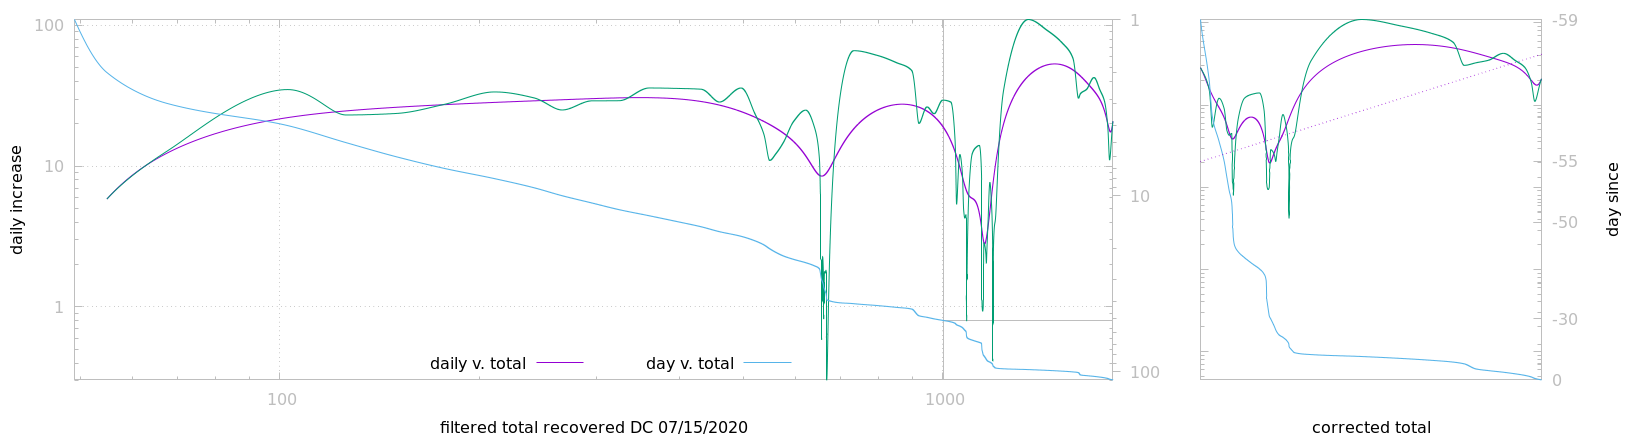 100
10
1
daily increase
1
10
100
daily v. total
day v. total
100
1000
filtered total recovered DC 07/15/2020
-59
-55
-50
-30
0
day since
corrected total